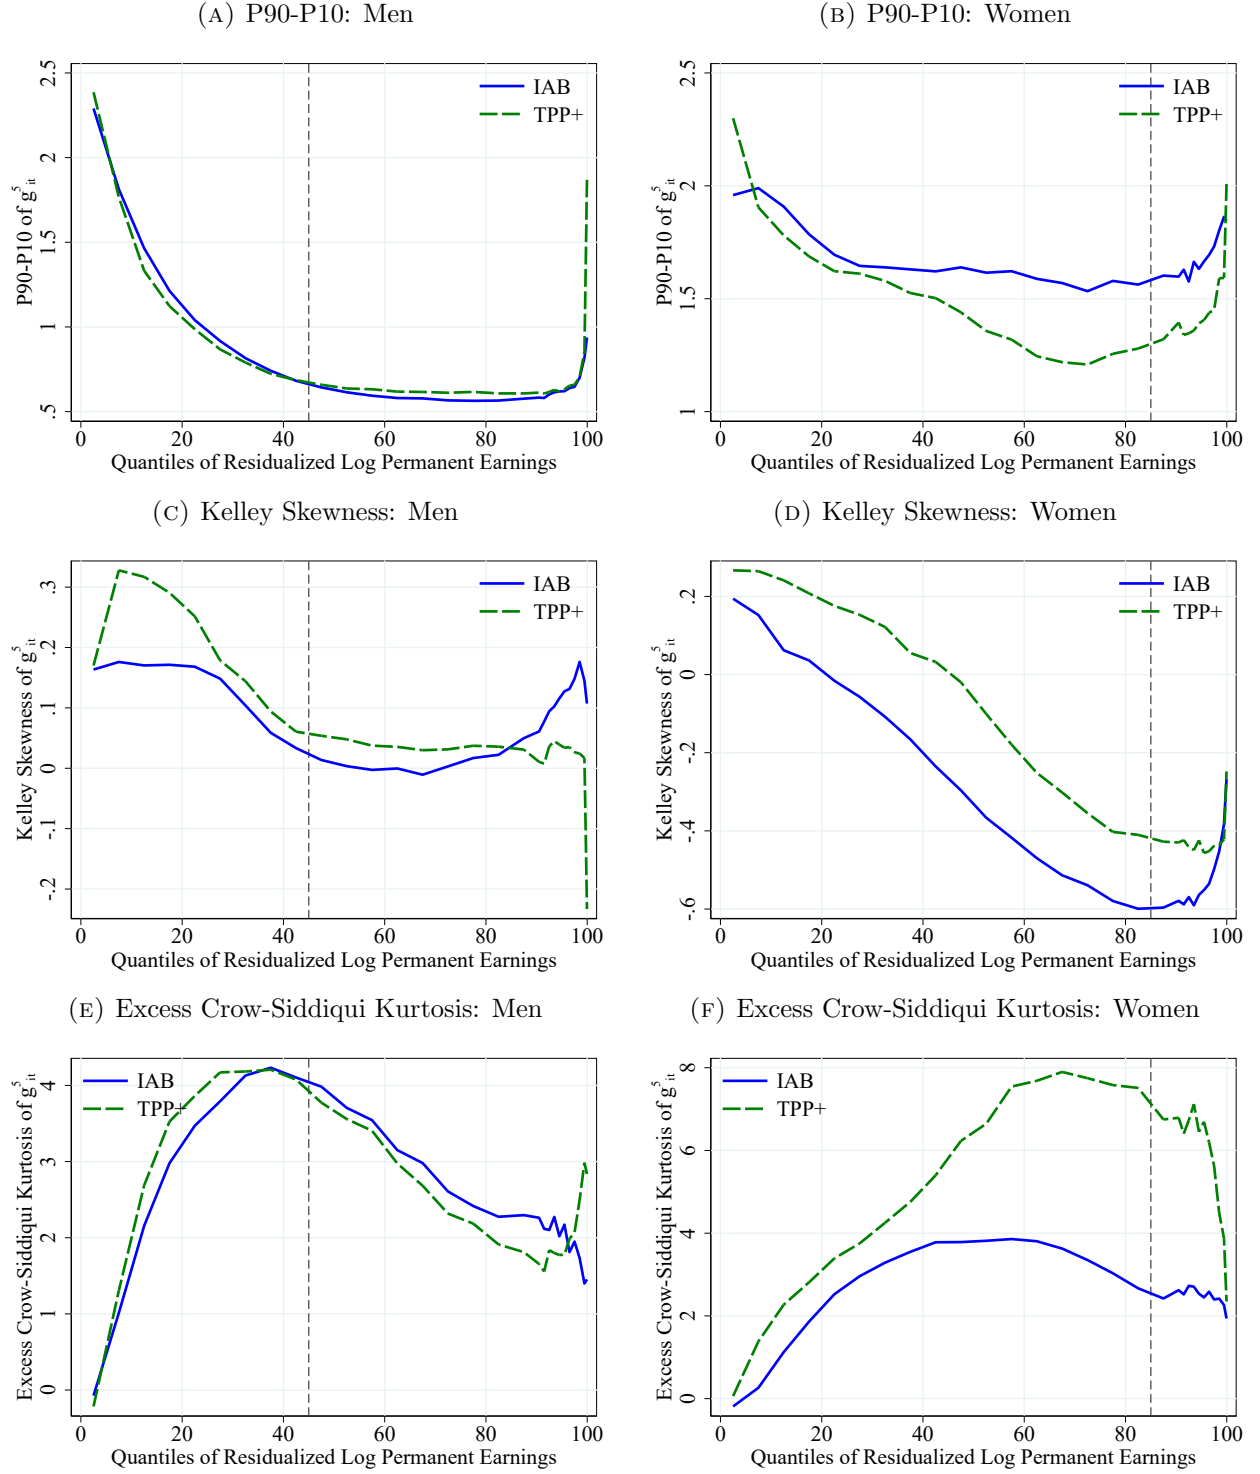 (A) P90-P10: Men
2.5
2
1.5
1
.5
P90-P10 of g⁵ᵢₜ
IAB
TPP+
0 20 40 60 80 100
Quantiles of Residualized Log Permanent Earnings
(B) P90-P10: Women
2.5
2
1.5
1
P90-P10 of g⁵ᵢₜ
IAB
TPP+
0 20 40 60 80 100
Quantiles of Residualized Log Permanent Earnings
(C) Kelley Skewness: Men
.3
.2
.1
0
-.1
-.2
Kelley Skewness of g⁵ᵢₜ
IAB
TPP+
0 20 40 60 80 100
Quantiles of Residualized Log Permanent Earnings
(D) Kelley Skewness: Women
.2
0
-.2
-.4
-.6
Kelley Skewness of g⁵ᵢₜ
IAB
TPP+
0 20 40 60 80 100
Quantiles of Residualized Log Permanent Earnings
(E) Excess Crow-Siddiqui Kurtosis: Men
4
3
2
1
0
Excess Crow-Siddiqui Kurtosis of g⁵ᵢₜ
IAB
TPP+
0 20 40 60 80 100
Quantiles of Residualized Log Permanent Earnings
(F) Excess Crow-Siddiqui Kurtosis: Women
8
6
4
2
0
Excess Crow-Siddiqui Kurtosis of g⁵ᵢₜ
IAB
TPP+
0 20 40 60 80 100
Quantiles of Residualized Log Permanent Earnings